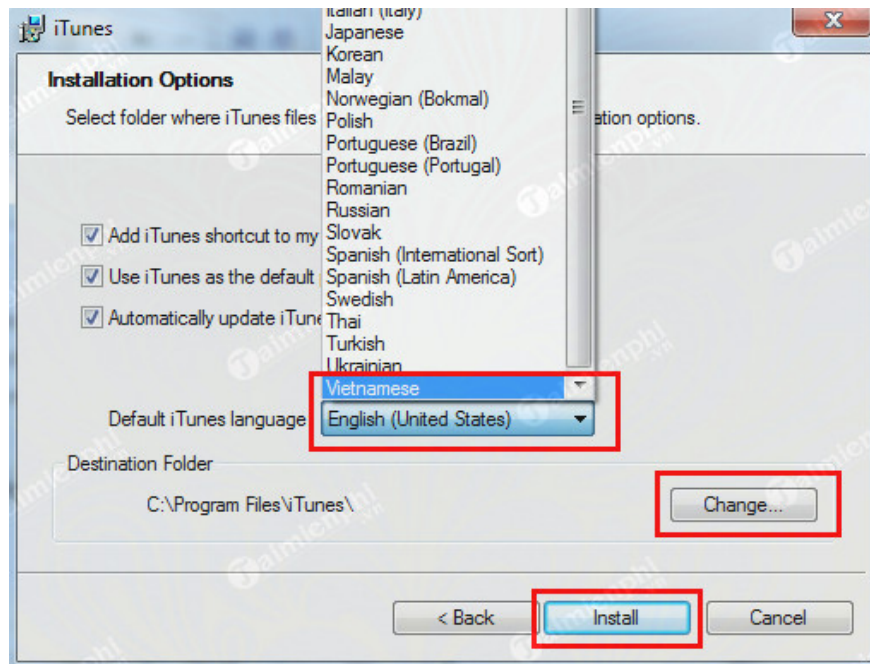 iTunes
Italian (Italy)
Japanese
Korean
Malay
Norwegian (Bokmal)
Polish
Portuguese (Brazil)
Portuguese (Portugal)
Romanian
Russian
Slovak
Spanish (International Sort)
Spanish (Latin America)
Swedish
Thai
Turkish
Ukrainian
Vietnamese
Installation Options
Select folder where iTunes files
ation options.
Add iTunes shortcut to my
Use iTunes as the default
Automatically update iTune
Default iTunes language
English (United States)
Destination Folder
C:\Program Files\iTunes\
Change...
< Back
Install
Cancel
Taimienphi
.vn